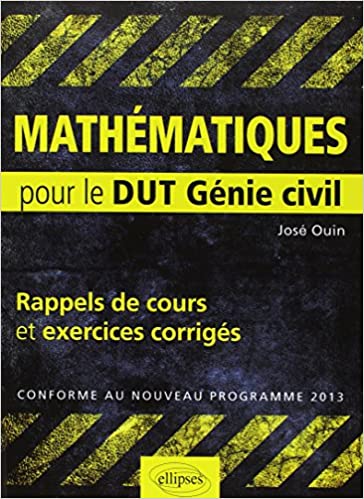 MATHÉMATIQUES
pour le DUT Génie civil
José Ouin
Rappels de cours
et exercices corrigés
CONFORME AU NOUVEAU PROGRAMME 2013
ellipses